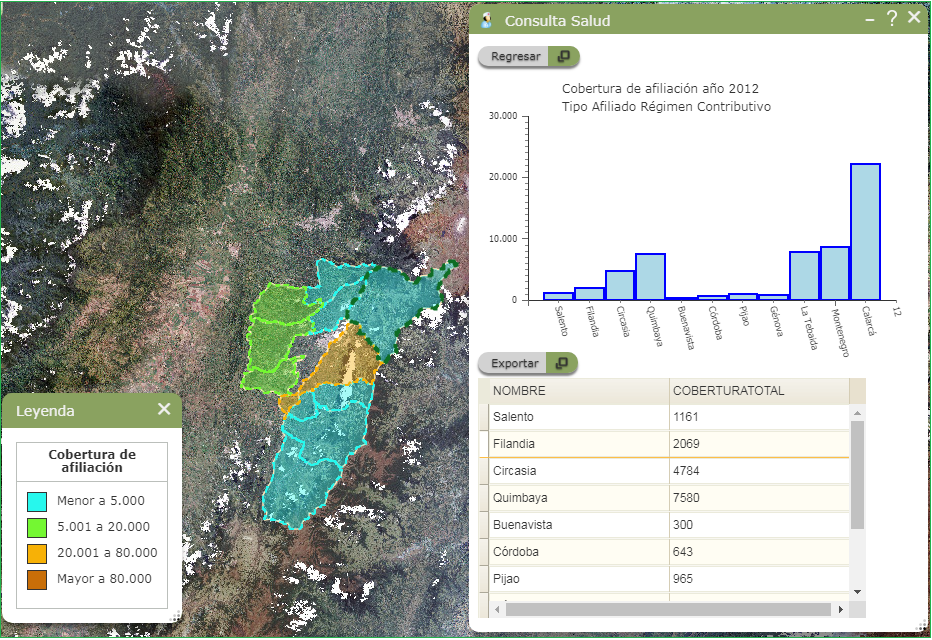 Consulta Salud
Regresar
Cobertura de afiliación año 2012
Tipo Afiliado Régimen Contributivo
30.000
20.000
10.000
0
Salento
Filandia
Circasia
Quimbaya
Buenavista
Córdoba
Pijao
Génova
La Tebaida
Montenegro
Calarcá
12
Exportar
NOMBRE COBERTURATOTAL
Salento 1161
Filandia 2069
Circasia 4784
Quimbaya 7580
Buenavista 300
Córdoba 643
Pijao 965
Leyenda
Cobertura de
afiliación
Menor a 5.000
5.001 a 20.000
20.001 a 80.000
Mayor a 80.000